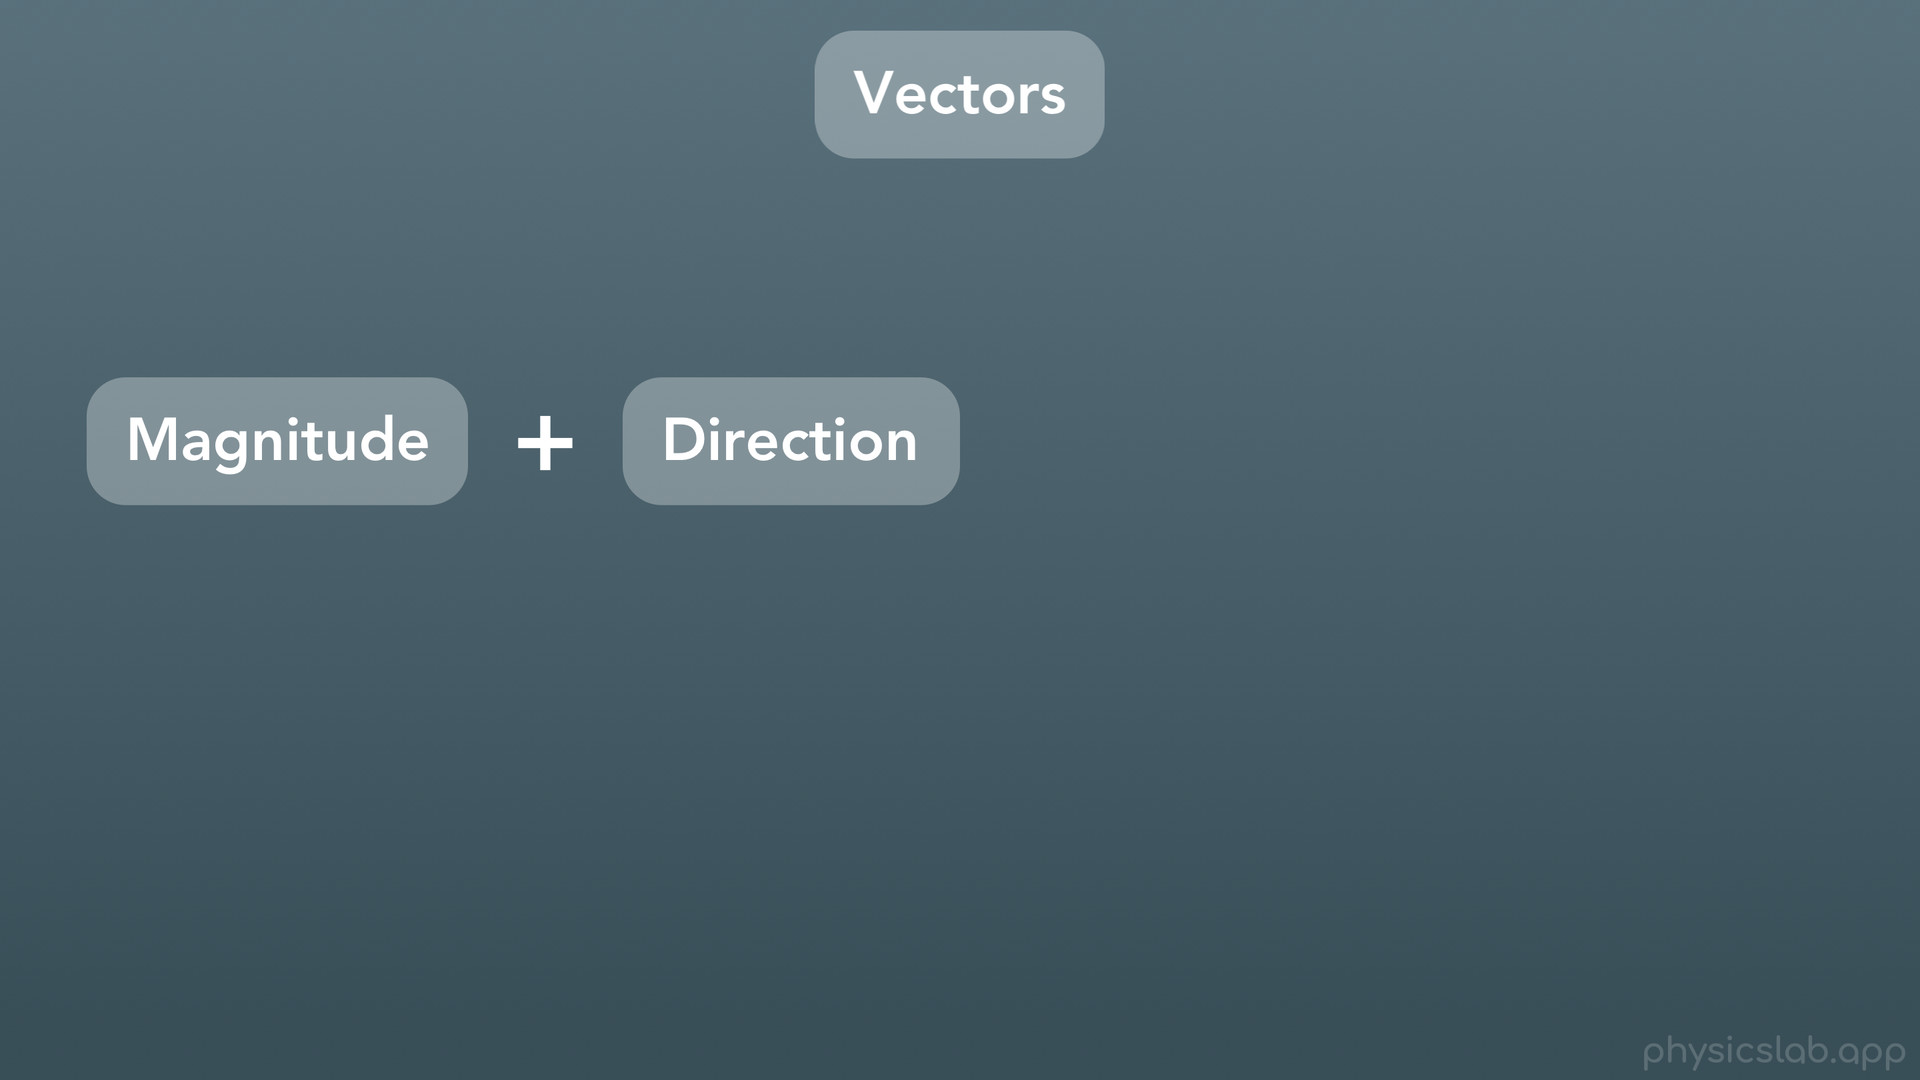 Vectors
Magnitude + Direction
physicslab.app